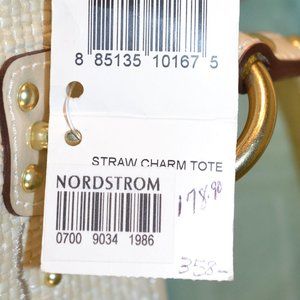 8 85135 10167 5
STRAW CHARM TOTE
NORDSTROM
178.90
0700 9034 1986
358-